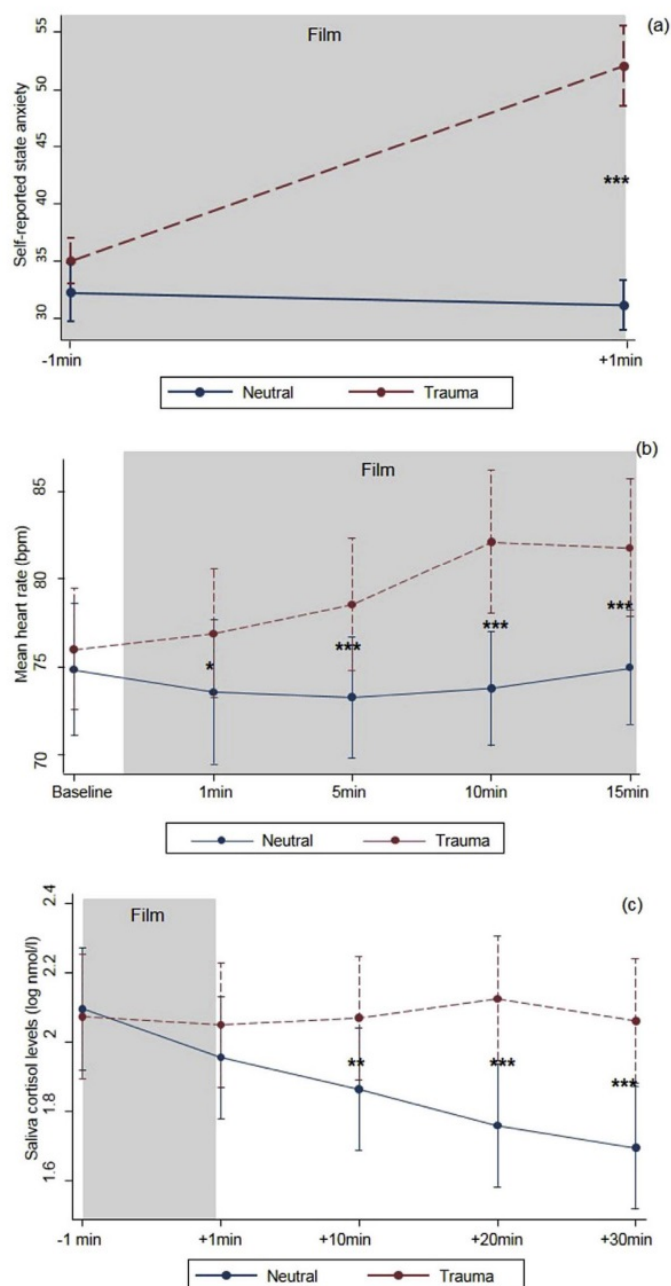 (a)
Film
Self-reported state anxiety
55
50
45
40
35
30
***
-1min +1min
Neutral Trauma
(b)
Film
Mean heart rate (bpm)
85
80
75
70
* *** *** ***
Baseline 1min 5min 10min 15min
Neutral Trauma
(c)
Film
Saliva cortisol levels (log nmol/l)
2.4
2.2
2
1.8
1.6
** *** ***
-1 min +1min +10min +20min +30min
Neutral Trauma